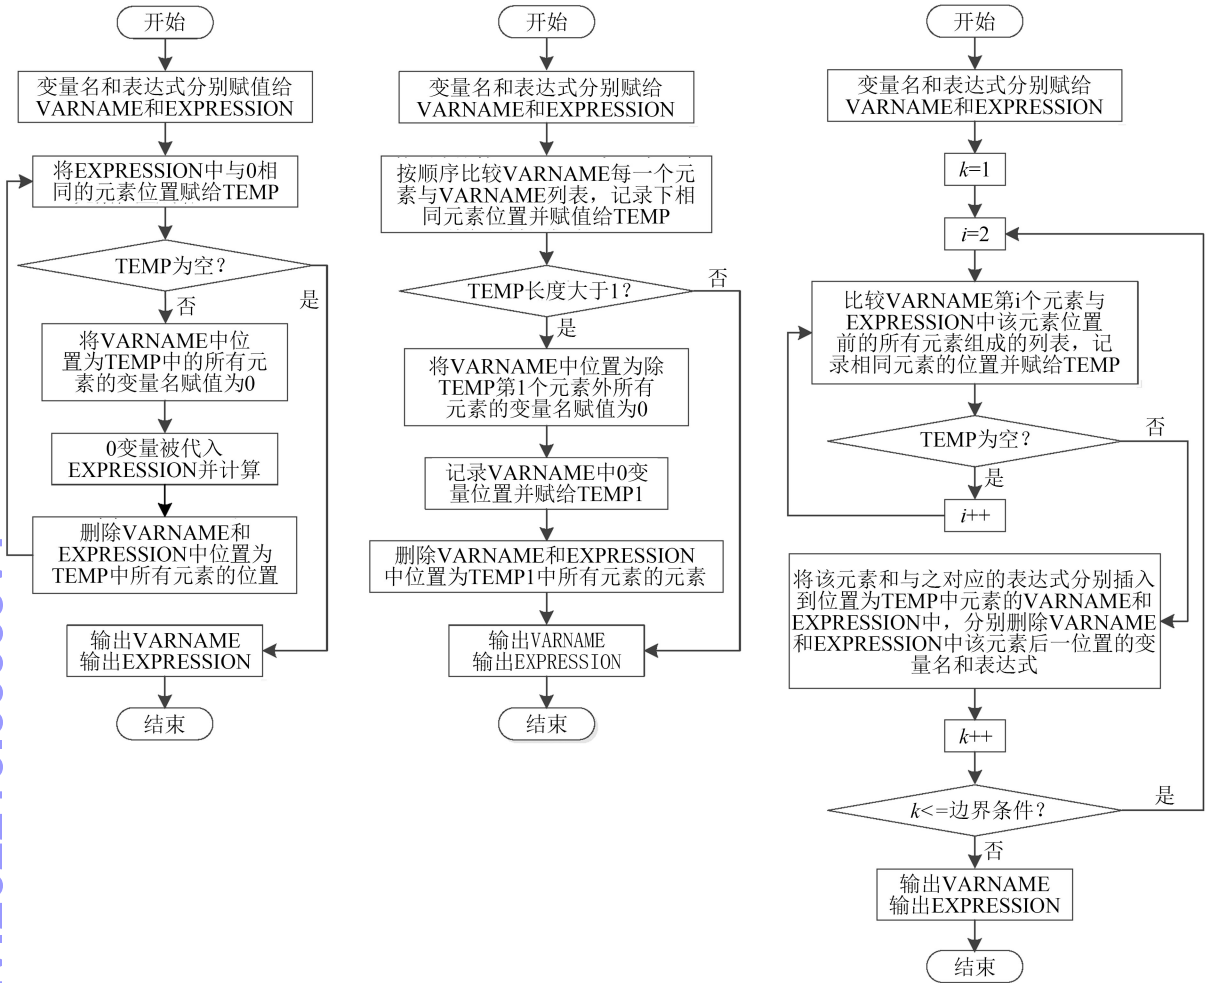 开始
变量名和表达式分别赋值给
VARNAME和EXPRESSION
将EXPRESSION中与0相
同的元素位置赋给TEMP
TEMP为空?
是
否
将VARNAME中位
置为TEMP中的所有元
素的变量名赋值为0
0变量被代入
EXPRESSION并计算
删除VARNAME和
EXPRESSION中位置为
TEMP中所有元素的位置
输出VARNAME
输出EXPRESSION
结束
开始
变量名和表达式分别赋给
VARNAME和EXPRESSION
按顺序比较VARNAME每一个元
素与VARNAME列表，记录下相
同元素位置并赋值给TEMP
TEMP长度大于1?
否
是
将VARNAME中位置为除
TEMP第1个元素外所有
元素的变量名赋值为0
记录VARNAME中0变
量位置并赋给TEMP1
删除VARNAME和EXPRESSION
中位置为TEMP1中所有元素的元素
输出VARNAME
输出EXPRESSION
结束
开始
变量名和表达式分别赋给
VARNAME和EXPRESSION
k=1
i=2
比较VARNAME第i个元素与
EXPRESSION中该元素位置
前的所有元素组成的列表，记
录相同元素的位置并赋给TEMP
TEMP为空?
否
是
i++
将该元素和与之对应的表达式分别插入
到位置为TEMP中元素的VARNAME和
EXPRESSION中，分别删除VARNAME
和EXPRESSION中该元素后一位置的变
量名和表达式
k++
k<=边界条件?
是
否
输出VARNAME
输出EXPRESSION
结束